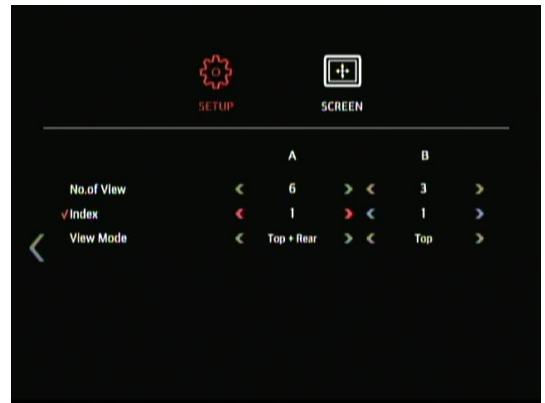 SETUP SCREEN
A B
No.of View 6 3
√Index 1 1
View Mode Top + Rear Top